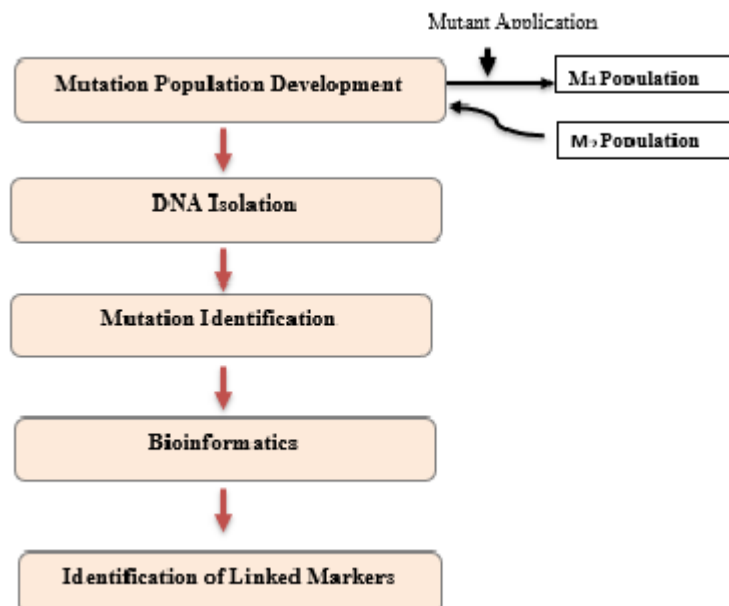 Mutant Application
Mutation Population Development
M₁ Population
M₂ Population
DNA Isolation
Mutation Identification
Bioinformatics
Identification of Linked Markers